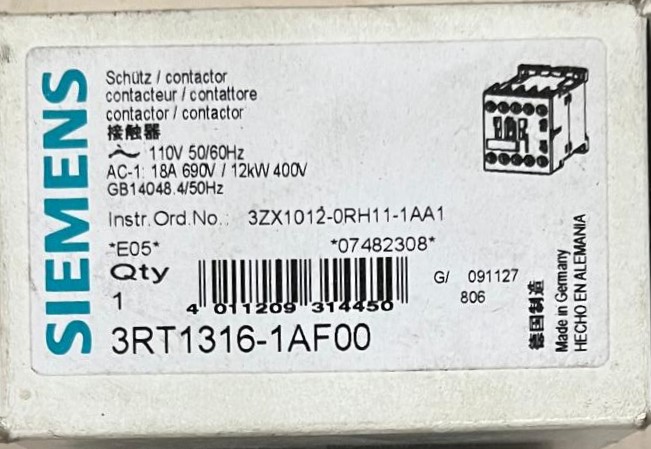 SIEMENS
Schütz / contactor
contacteur / contattore
contactor / contactor
接触器
~ 110V 50/60Hz
AC-1: 18A 690V / 12kW 400V
GB14048.4/50Hz
Instr.Ord.No.: 3ZX1012-0RH11-1AA1
*E05* *07482308*
Qty
1
4 011209 314450
G/ 091127
806
3RT1316-1AF00
德国制造
Made in Germany
HECHO EN ALEMANIA